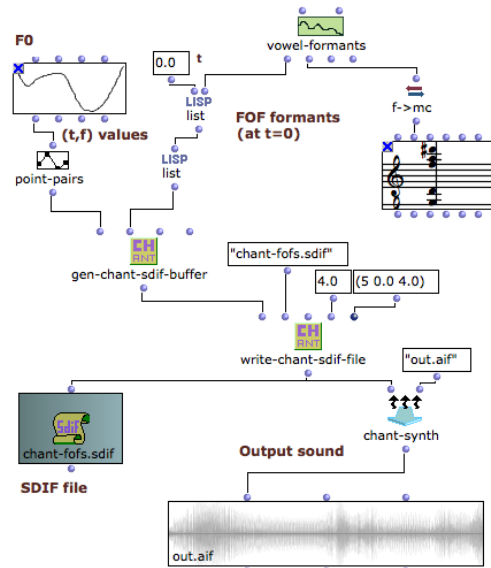 F0
0.0
t
vowel-formants
LISP
list
f->mc
(t,f) values
FOF formants
(at t=0)
LISP
list
point-pairs
CH
ANT
gen-chant-sdif-buffer
"chant-fofs.sdif"
4.0
(5 0.0 4.0)
CH
ANT
write-chant-sdif-file
"out.aif"
Sdif
chant-fofs.sdif
chant-synth
SDIF file
Output sound
out.aif